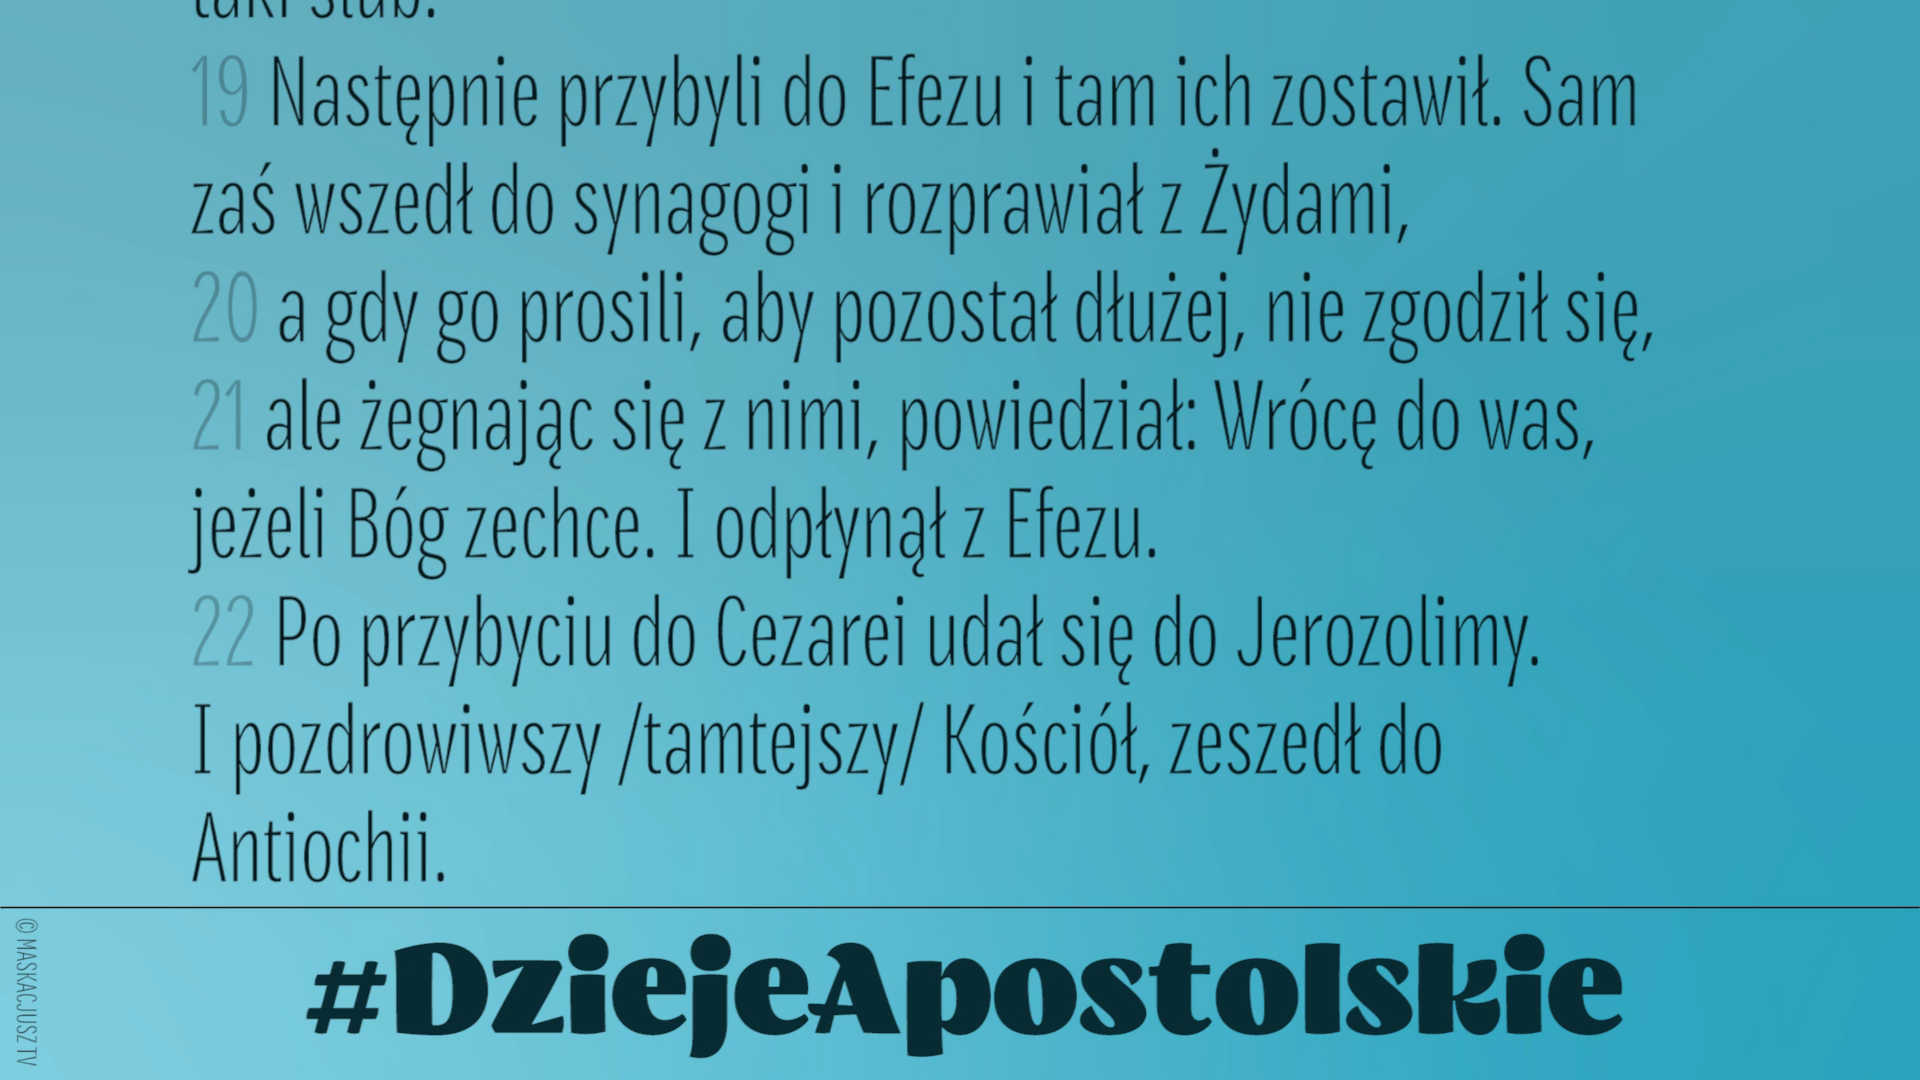 taki ślub.
19 Następnie przybyli do Efezu i tam ich zostawił. Sam
zaś wszedł do synagogi i rozprawiał z Żydami,
20 a gdy go prosili, aby pozostał dłużej, nie zgodził się,
21 ale żegnając się z nimi, powiedział: Wrócę do was,
jeżeli Bóg zechce. I odpłynął z Efezu.
22 Po przybyciu do Cezarei udał się do Jerozolimy.
I pozdrowiwszy /tamtejszy/ Kościół, zeszedł do
Antiochii.
#DziejeApostolskie
© MASKACJUSZ TV